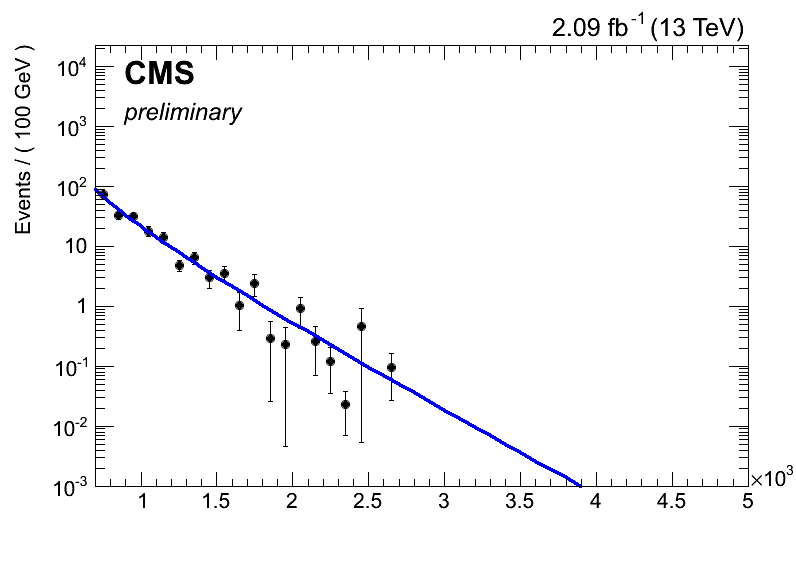 2.09 fb⁻¹ (13 TeV)
CMS
preliminary
Events / ( 100 GeV )
10⁴
10³
10²
10
1
10⁻¹
10⁻²
10⁻³
1 1.5 2 2.5 3 3.5 4 4.5 5
×10³